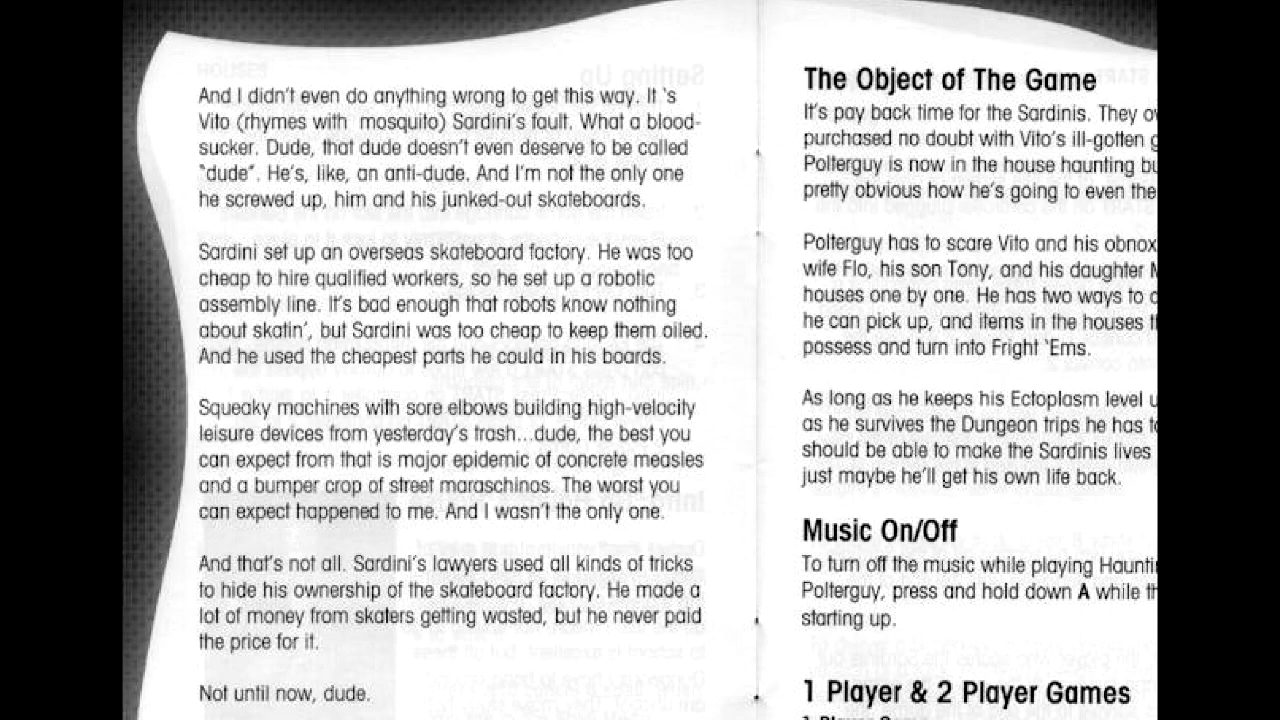 And I didn't even do anything wrong to get this way. It 's
Vito (rhymes with mosquito) Sardini's fault. What a blood-
sucker. Dude, that dude doesn't even deserve to be called
"dude". He's, like, an anti-dude. And I'm not the only one
he screwed up, him and his junked-out skateboards.
Sardini set up an overseas skateboard factory. He was too
cheap to hire qualified workers, so he set up a robotic
assembly line. It's bad enough that robots know nothing
about skatin', but Sardini was too cheap to keep them oiled.
And he used the cheapest parts he could in his boards.
Squeaky machines with sore elbows building high-velocity
leisure devices from yesterday's trash...dude, the best you
can expect from that is major epidemic of concrete measles
and a bumper crop of street maraschinos. The worst you
can expect happened to me. And I wasn't the only one.
And that's not all. Sardini's lawyers used all kinds of tricks
to hide his ownership of the skateboard factory. He made a
lot of money from skaters getting wasted, but he never paid
the price for it.
Not until now, dude.
The Object of The Game
It's pay back time for the Sardinis. They
purchased no doubt with Vito's ill-gotten
Polterguy is now in the house haunting
pretty obvious how he's going to even the
Polterguy has to scare Vito and his
wife Flo, his son Tony, and his daughter
houses one by one. He has two ways to
he can pick up, and items in the houses
possess and turn into Fright 'Ems.
As long as he keeps his Ectoplasm level
as he survives the Dungeon trips he has
should be able to make the Sardinis lives
just maybe he'll get his own life back.
Music On/Off
To turn off the music while playing
Polterguy, press and hold down A while
starting up.
1 Player & 2 Player Games